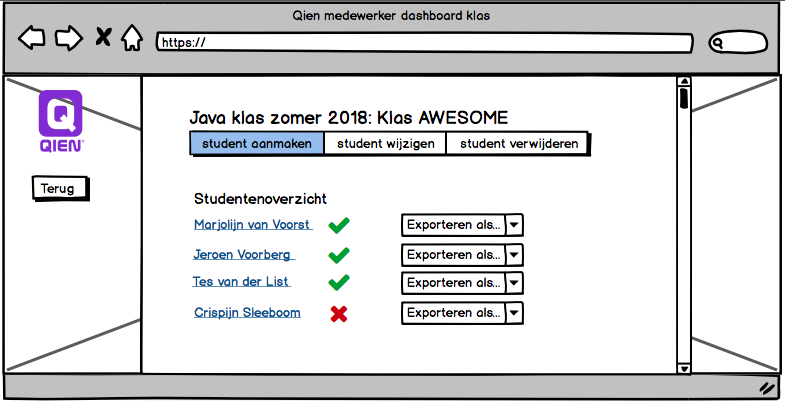 Qien medewerker dashboard klas
https://
QIEN
Java klas zomer 2018: Klas AWESOME
student aanmaken student wijzigen student verwijderen
Terug
Studentenoverzicht
Marjolijn van Voorst Exporteren als...
Jeroen Voorberg Exporteren als...
Tes van der List Exporteren als...
Crispijn Sleeboom Exporteren als...